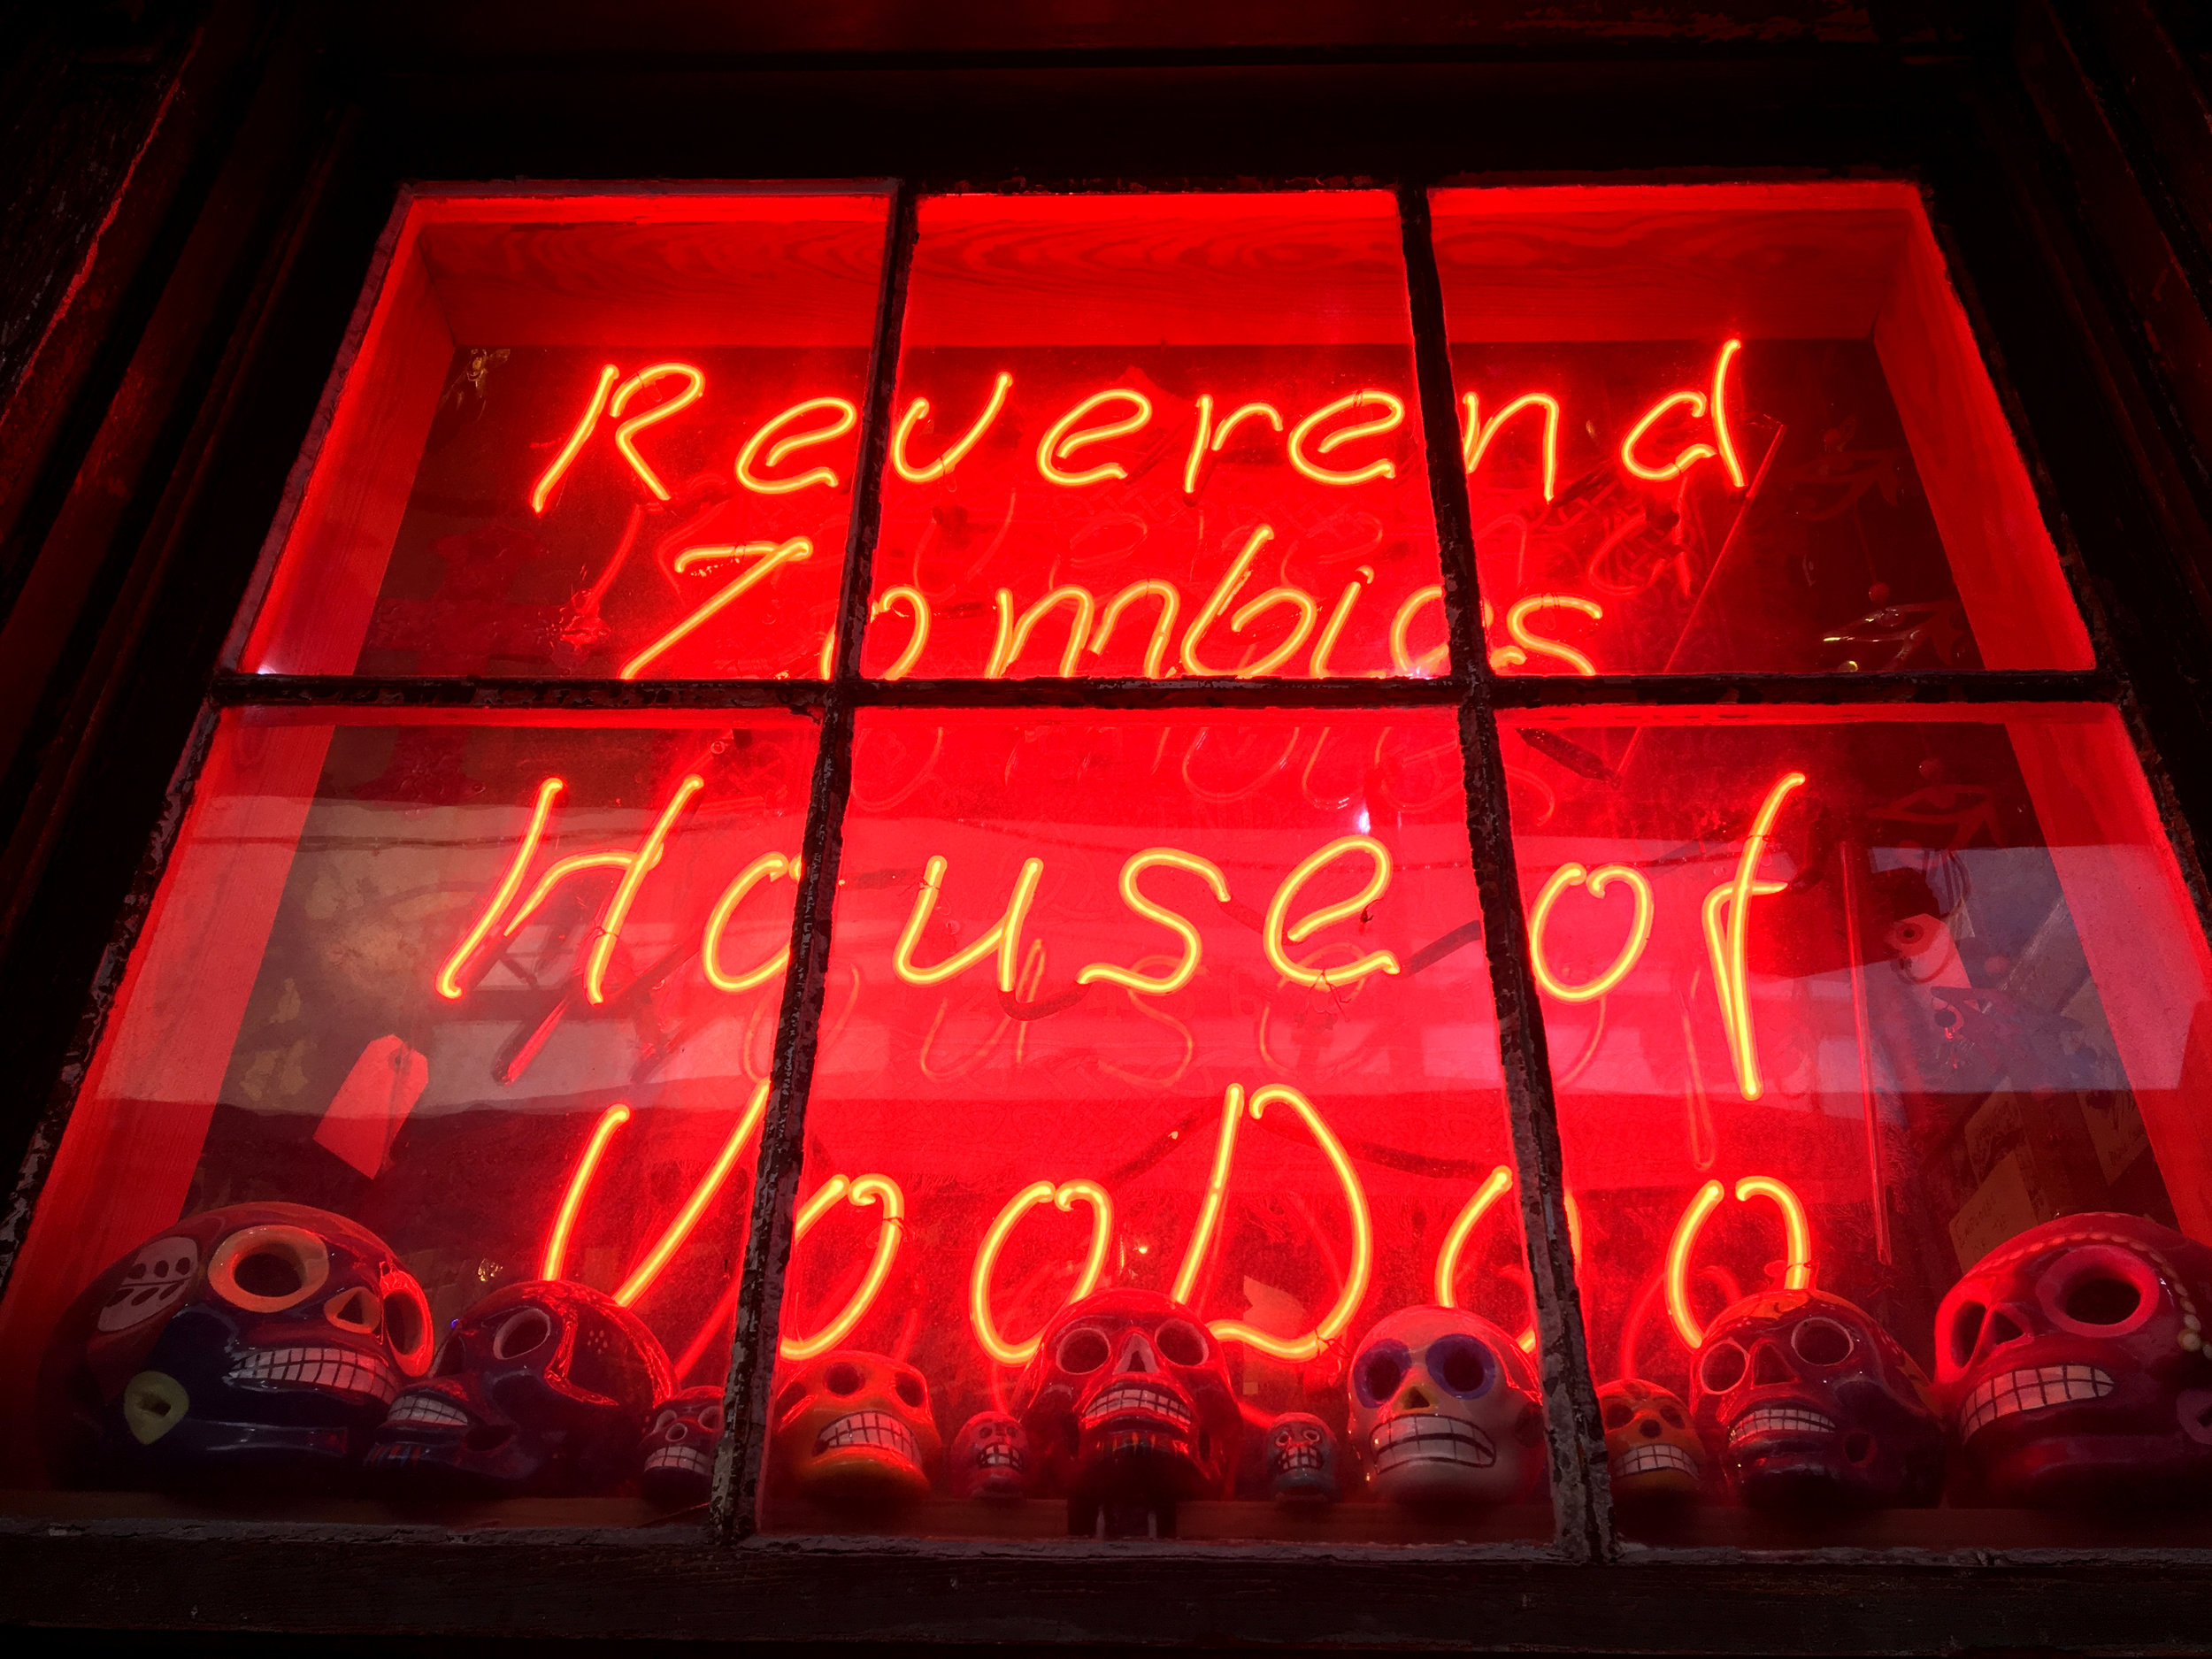 Reverend
Zombies
House of
VooDoo